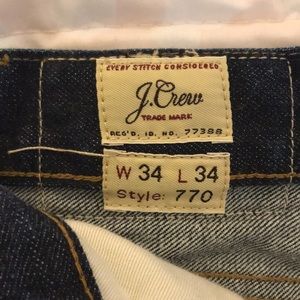 EVERY STITCH CONSIDERED
J.Crew
TRADE MARK
REG'D. ID. NO. 77388
W 34 L 34
Style: 770